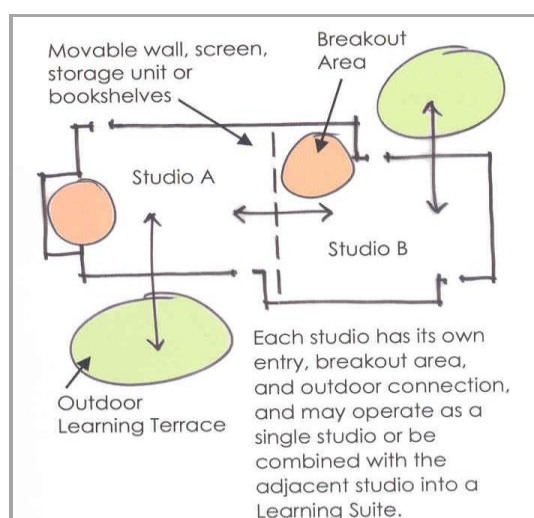 Movable wall, screen,
storage unit or
bookshelves
Breakout
Area
Studio A
Studio B
Outdoor
Learning Terrace
Each studio has its own
entry, breakout area,
and outdoor connection,
and may operate as a
single studio or be
combined with the
adjacent studio into a
Learning Suite.